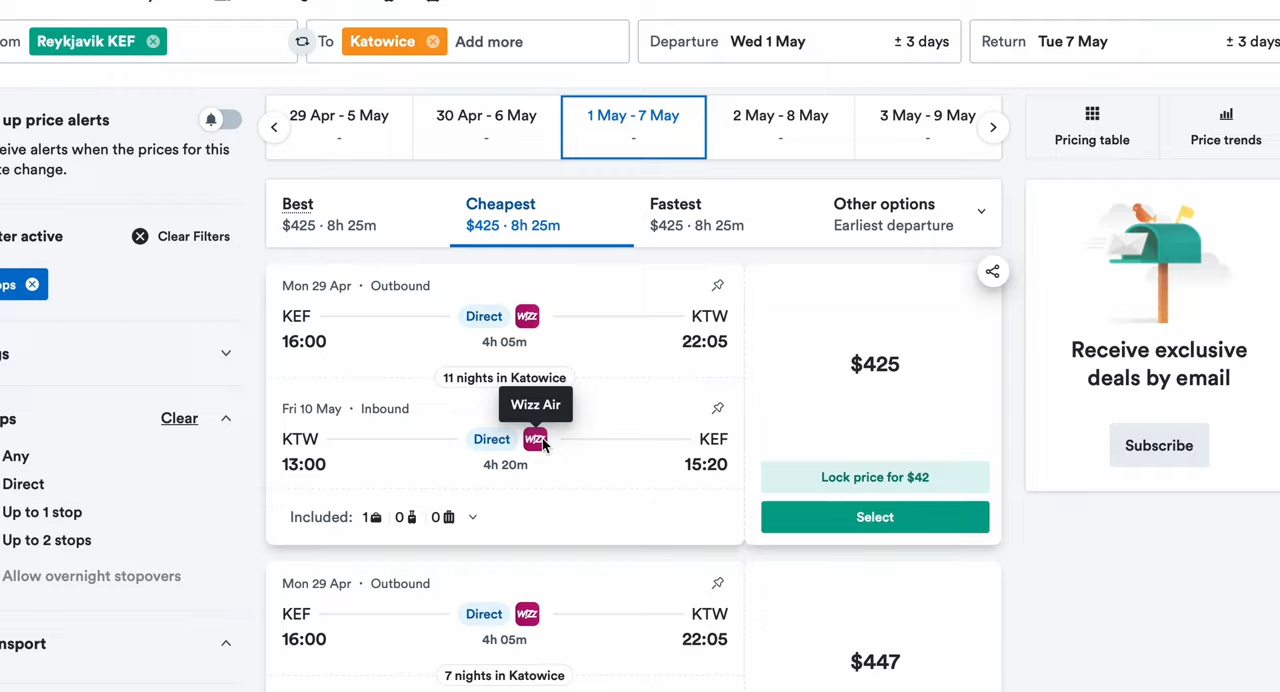 om Reykjavik KEF To Katowice Add more Departure Wed 1 May ± 3 days Return Tue 7 May ± 3 days
up price alerts
eive alerts when the prices for this
te change.
29 Apr - 5 May 30 Apr - 6 May 1 May - 7 May 2 May - 8 May 3 May - 9 May
- - - - -
Pricing table Price trends
ter active Clear Filters
ops
gs
ps Clear
Any
Direct
Up to 1 stop
Up to 2 stops
Allow overnight stopovers
nsport
Best Cheapest Fastest Other options
$425 · 8h 25m $425 · 8h 25m $425 · 8h 25m Earliest departure
Mon 29 Apr · Outbound
KEF Direct WIZZ KTW
16:00 4h 05m 22:05
11 nights in Katowice
Wizz Air
Fri 10 May · Inbound
KTW Direct KEF
13:00 4h 20m 15:20
Included: 1 0 0
$425
Lock price for $42
Select
Mon 29 Apr · Outbound
KEF Direct WIZZ KTW
16:00 4h 05m 22:05
7 nights in Katowice
$447
Receive exclusive
deals by email
Subscribe